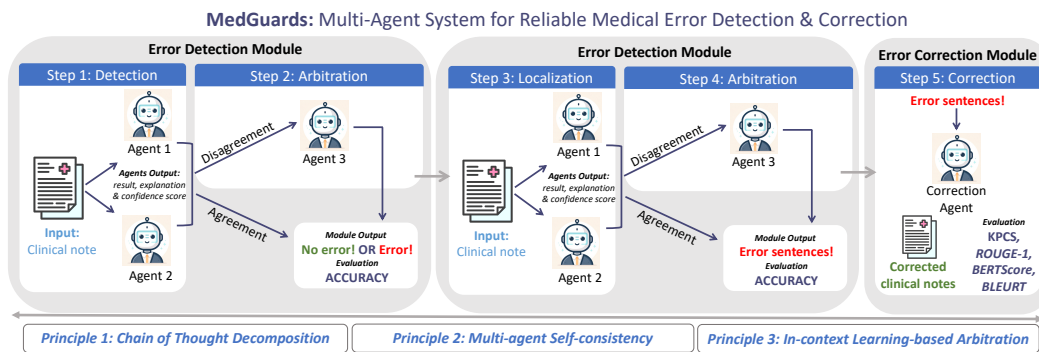 MedGuards: Multi-Agent System for Reliable Medical Error Detection & Correction
Error Detection Module
Step 1: Detection
Step 2: Arbitration
Agent 1
Agents Output:
result, explanation
& confidence score
Input:
Clinical note
Agent 2
Disagreement
Agreement
Agent 3
Module Output
No error! OR Error!
Evaluation
ACCURACY
Error Detection Module
Step 3: Localization
Step 4: Arbitration
Agent 1
Agents Output:
result, explanation
& confidence score
Input:
Clinical note
Agent 2
Disagreement
Agreement
Agent 3
Module Output
Error sentences!
Evaluation
ACCURACY
Error Correction Module
Step 5: Correction
Error sentences!
Correction
Agent
Corrected
clinical notes
Evaluation
KPCS,
ROUGE-1,
BERTScore,
BLEURT
Principle 1: Chain of Thought Decomposition
Principle 2: Multi-agent Self-consistency
Principle 3: In-context Learning-based Arbitration